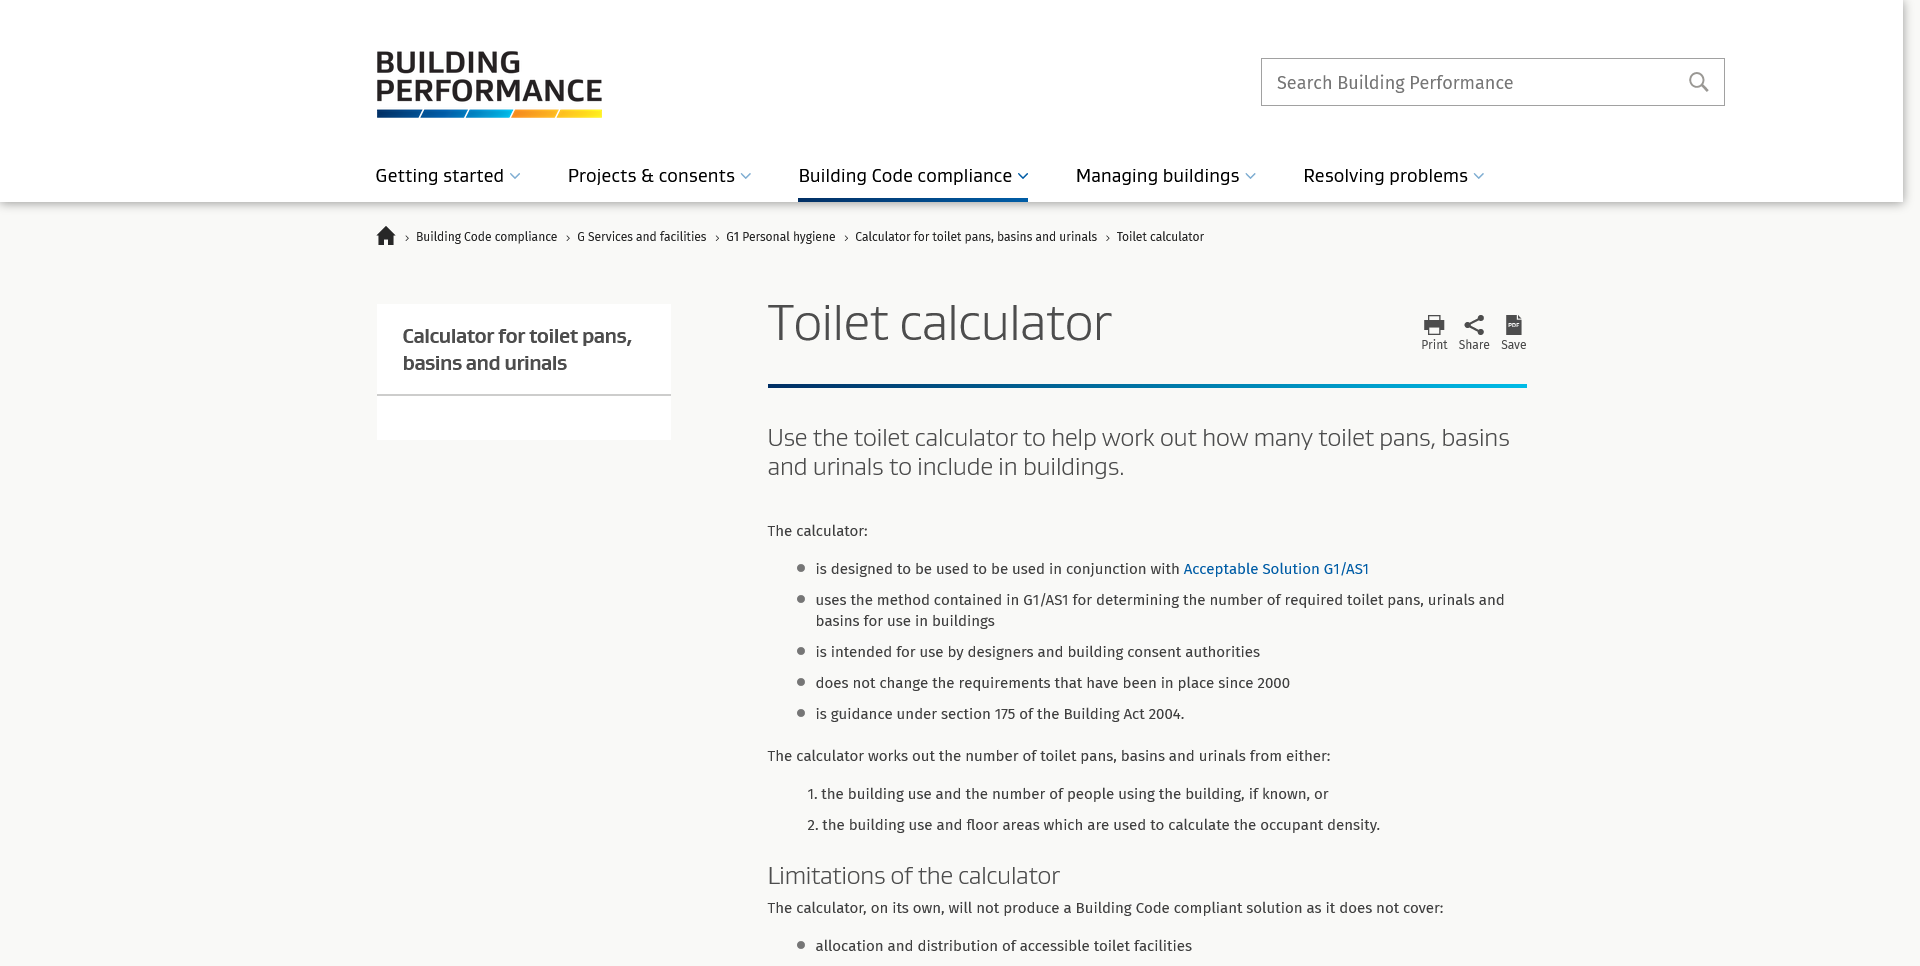 BUILDING
PERFORMANCE
Search Building Performance
Getting started
Projects & consents
Building Code compliance
Managing buildings
Resolving problems
› Building Code compliance › G Services and facilities › G1 Personal hygiene › Calculator for toilet pans, basins and urinals › Toilet calculator
Calculator for toilet pans,
basins and urinals
Toilet calculator
Print
Share
PDF
Save
Use the toilet calculator to help work out how many toilet pans, basins
and urinals to include in buildings.
The calculator:
is designed to be used to be used in conjunction with Acceptable Solution G1/AS1
uses the method contained in G1/AS1 for determining the number of required toilet pans, urinals and
basins for use in buildings
is intended for use by designers and building consent authorities
does not change the requirements that have been in place since 2000
is guidance under section 175 of the Building Act 2004.
The calculator works out the number of toilet pans, basins and urinals from either:
1. the building use and the number of people using the building, if known, or
2. the building use and floor areas which are used to calculate the occupant density.
Limitations of the calculator
The calculator, on its own, will not produce a Building Code compliant solution as it does not cover:
allocation and distribution of accessible toilet facilities